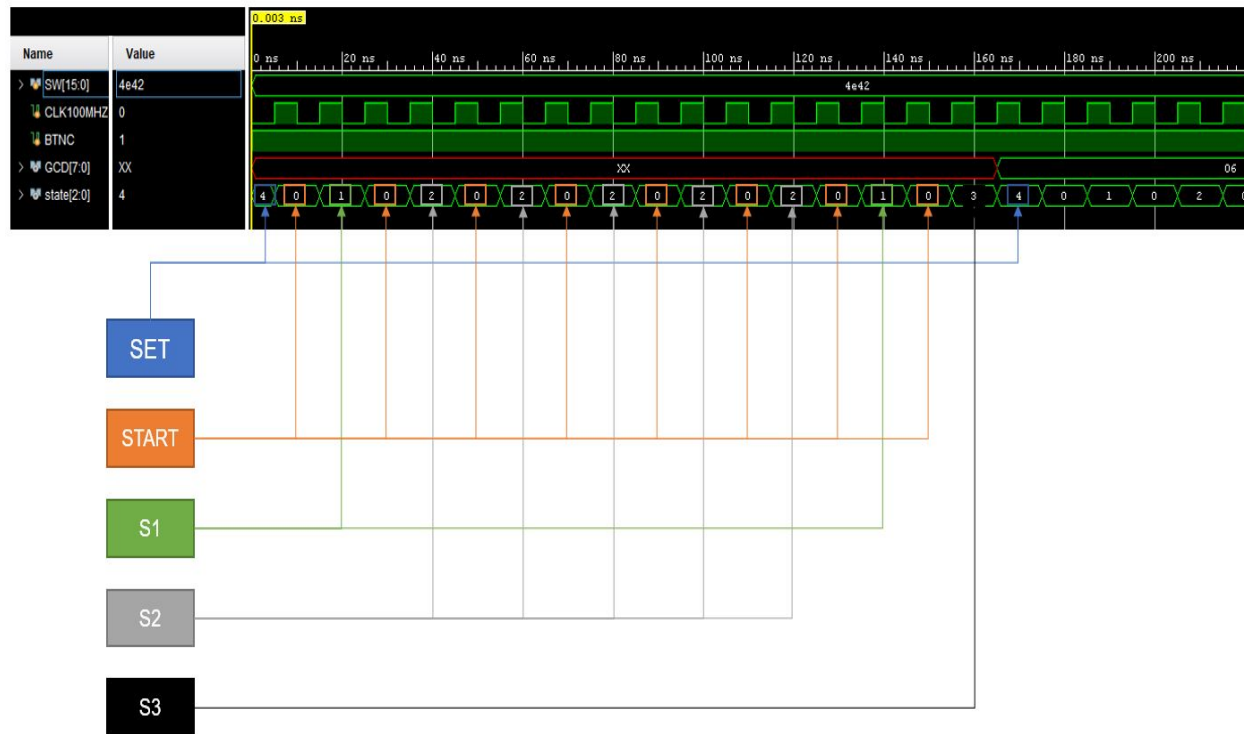 0.003 ns
Name Value
0 ns 20 ns 40 ns 60 ns 80 ns 100 ns 120 ns 140 ns 160 ns 180 ns 200 ns
SW[15:0] 4e42 4e42
CLK100MHZ 0
BTNC 1
GCD[7:0] XX XX 06
state[2:0] 4 4 0 1 0 2 0 2 0 2 0 2 0 2 0 1 0 3 4 0 1 0 2
SET
START
S1
S2
S3